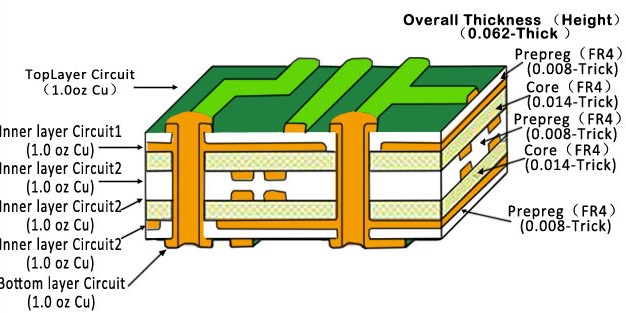 Overall Thickness （Height）
（0.062-Thick ）
TopLayer Circuit
（1.0oz Cu）
Inner layer Circuit1
(1.0 oz Cu)
Inner layer Circuit2
(1.0 oz Cu)
Inner layer Circuit2
(1.0 oz Cu)
Inner layer Circuit2
(1.0 oz Cu)
Bottom layer Circuit
(1.0 oz Cu)
Prepreg（FR4）
(0.008-Trick)
Core（FR4）
(0.014-Trick)
Prepreg（FR4）
(0.008-Trick)
Core（FR4）
(0.014-Trick)
Prepreg（FR4）
(0.008-Trick)